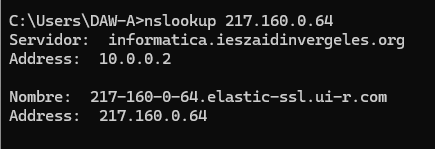 C:\Users\DAW-A>nslookup 217.160.0.64
Servidor:  informatica.ieszaidinvergeles.org
Address:  10.0.0.2

Nombre:  217-160-0-64.elastic-ssl.ui-r.com
Address:  217.160.0.64